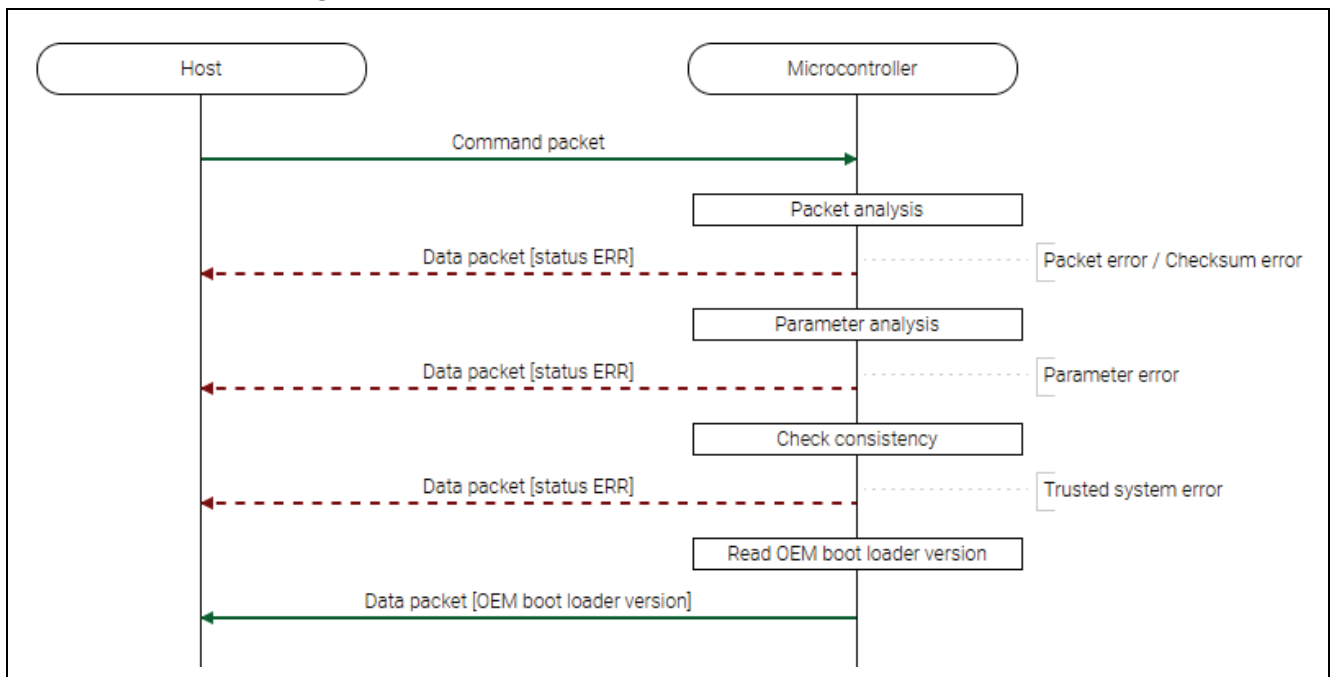 Host
Microcontroller
Command packet
Packet analysis
Data packet [status ERR]
Packet error / Checksum error
Parameter analysis
Data packet [status ERR]
Parameter error
Check consistency
Data packet [status ERR]
Trusted system error
Read OEM boot loader version
Data packet [OEM boot loader version]